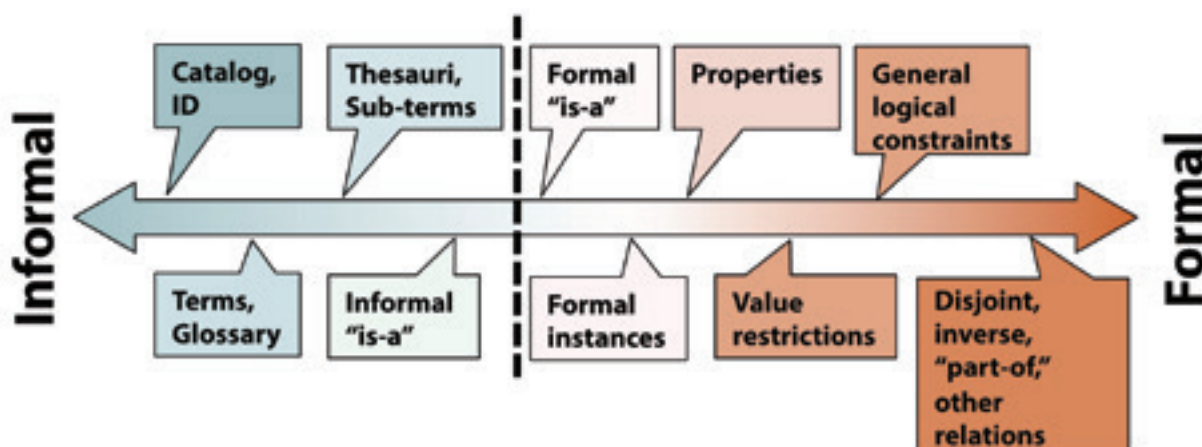 Informal
Catalog,
ID
Thesauri,
Sub-terms
Formal
"is-a"
Properties
General
logical
constraints
Terms,
Glossary
Informal
"is-a"
Formal
instances
Value
restrictions
Disjoint,
inverse,
"part-of,"
other
relations
Formal